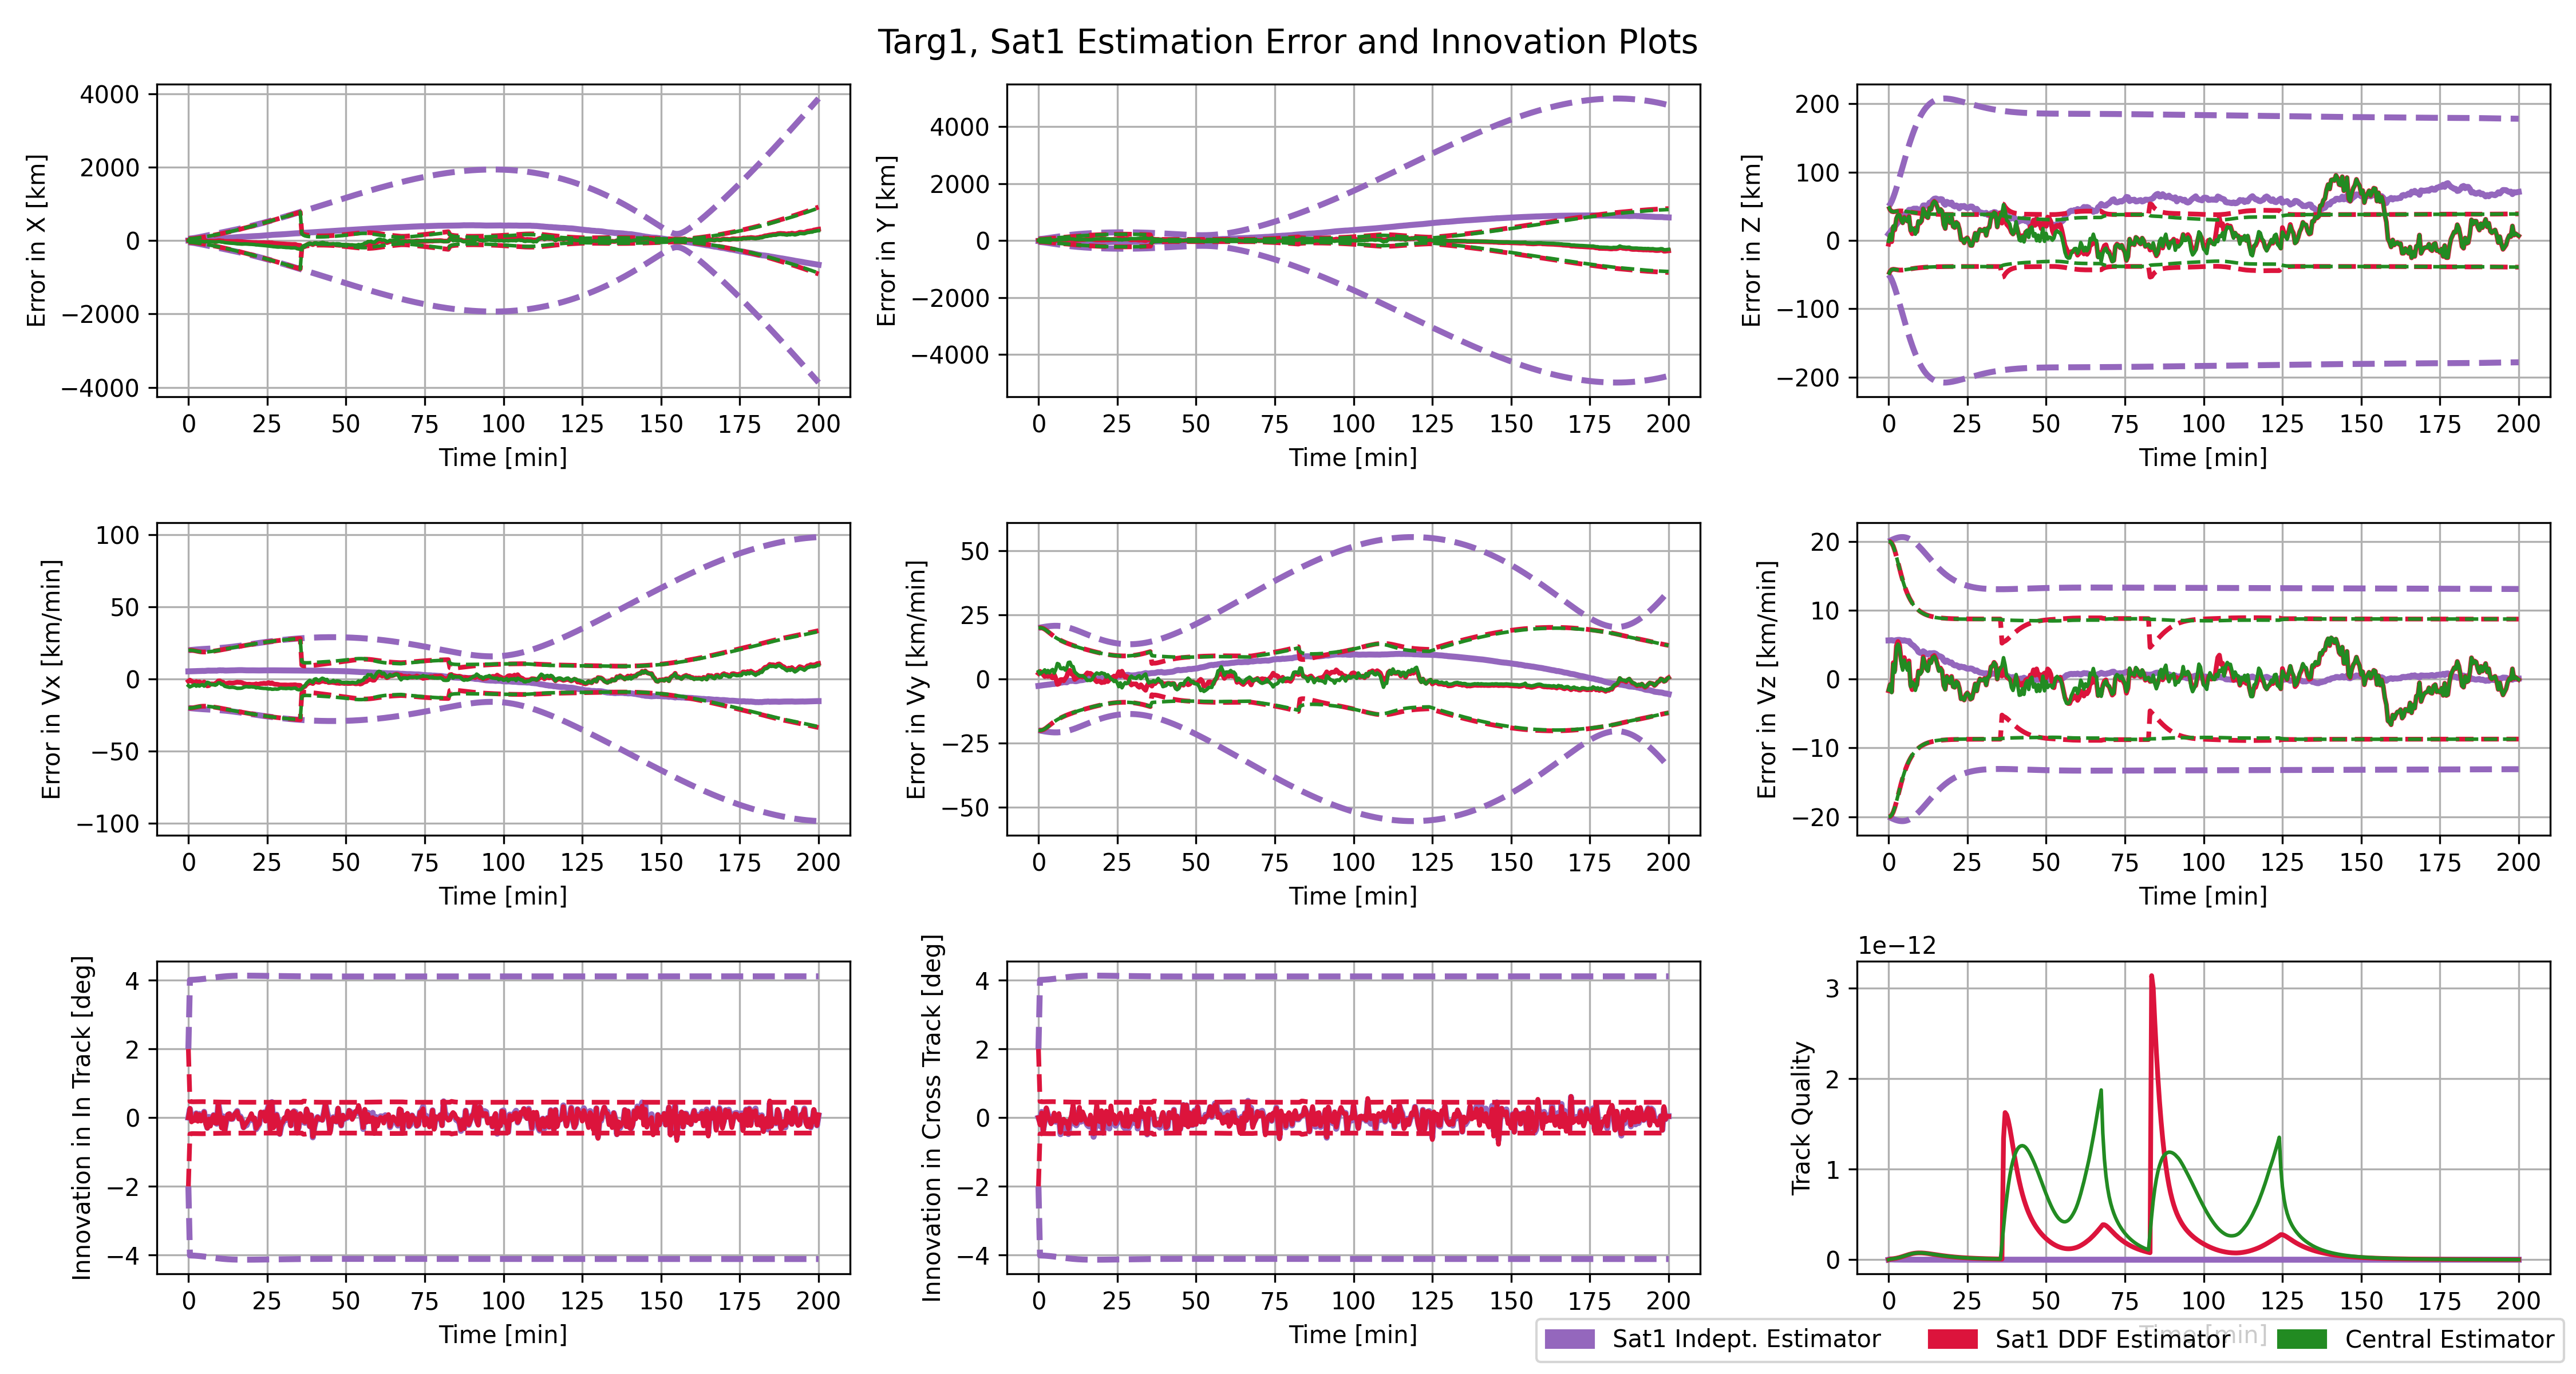 Targ1, Sat1 Estimation Error and Innovation Plots
Error in X [km]
4000
2000
0
−2000
−4000
0 25 50 75 100 125 150 175 200
Time [min]
Error in Y [km]
4000
2000
0
−2000
−4000
0 25 50 75 100 125 150 175 200
Time [min]
Error in Z [km]
200
100
0
−100
−200
0 25 50 75 100 125 150 175 200
Time [min]
Error in Vx [km/min]
100
50
0
−50
−100
0 25 50 75 100 125 150 175 200
Time [min]
Error in Vy [km/min]
50
25
0
−25
−50
0 25 50 75 100 125 150 175 200
Time [min]
Error in Vz [km/min]
20
10
0
−10
−20
0 25 50 75 100 125 150 175 200
Time [min]
Innovation in In Track [deg]
4
2
0
−2
−4
0 25 50 75 100 125 150 175 200
Time [min]
Innovation in Cross Track [deg]
4
2
0
−2
−4
0 25 50 75 100 125 150 175 200
Time [min]
1e−12
Track Quality
3
2
1
0
0 25 50 75 100 125 150 175 200
Time [min]
Sat1 Indept. Estimator
Sat1 DDF Estimator
Central Estimator